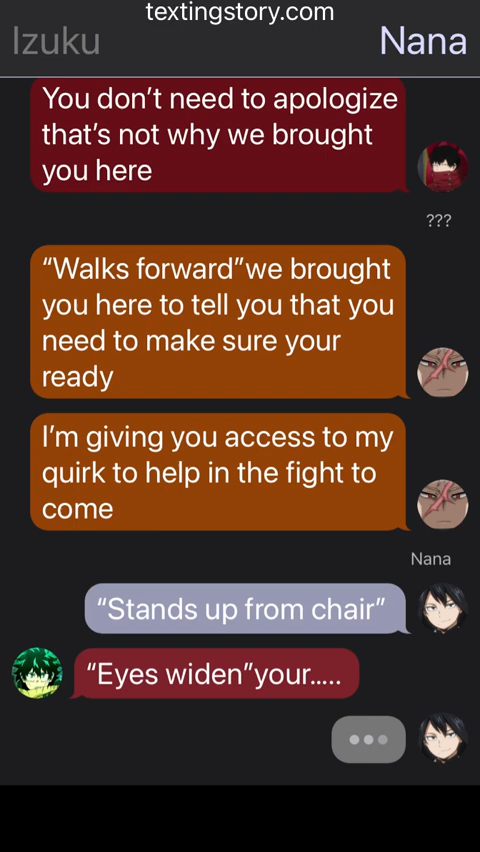 textingstory.com
Izuku
Nana
You don’t need to apologize
that’s not why we brought
you here
???
“Walks forward”we brought
you here to tell you that you
need to make sure your
ready
I’m giving you access to my
quirk to help in the fight to
come
Nana
“Stands up from chair”
“Eyes widen”your.....